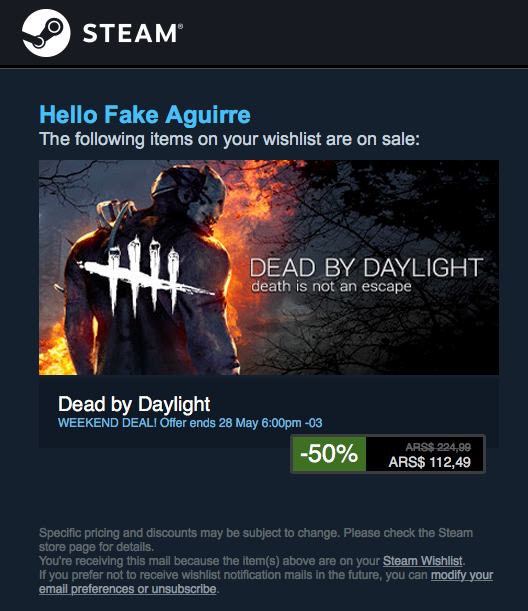 STEAM®
Hello Fake Aguirre
The following items on your wishlist are on sale:
DEAD BY DAYLIGHT
death is not an escape
Dead by Daylight
WEEKEND DEAL! Offer ends 28 May 6:00pm -03
-50%
ARS$ 224,99
ARS$ 112,49
Specific pricing and discounts may be subject to change. Please check the Steam
store page for details.
You're receiving this mail because the item(s) above are on your Steam Wishlist.
If you prefer not to receive wishlist notification mails in the future, you can modify your
email preferences or unsubscribe.